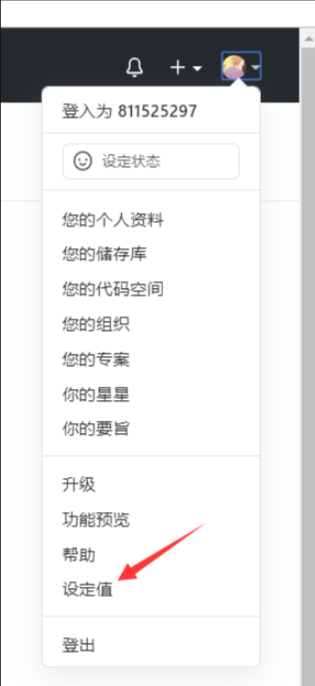 登入为 811525297
设定状态
您的个人资料
您的储存库
您的代码空间
您的组织
您的专案
你的星星
你的要旨
升级
功能预览
帮助
设定值
登出